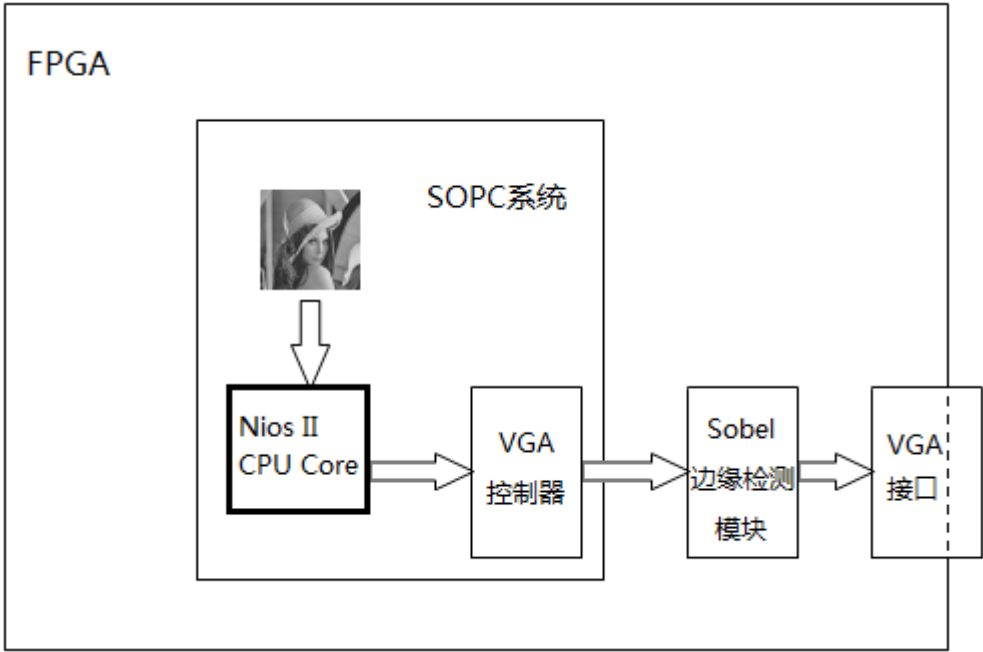 FPGA
SOPC系统
Nios II
CPU Core
VGA
控制器
Sobel
边缘检测
模块
VGA
接口